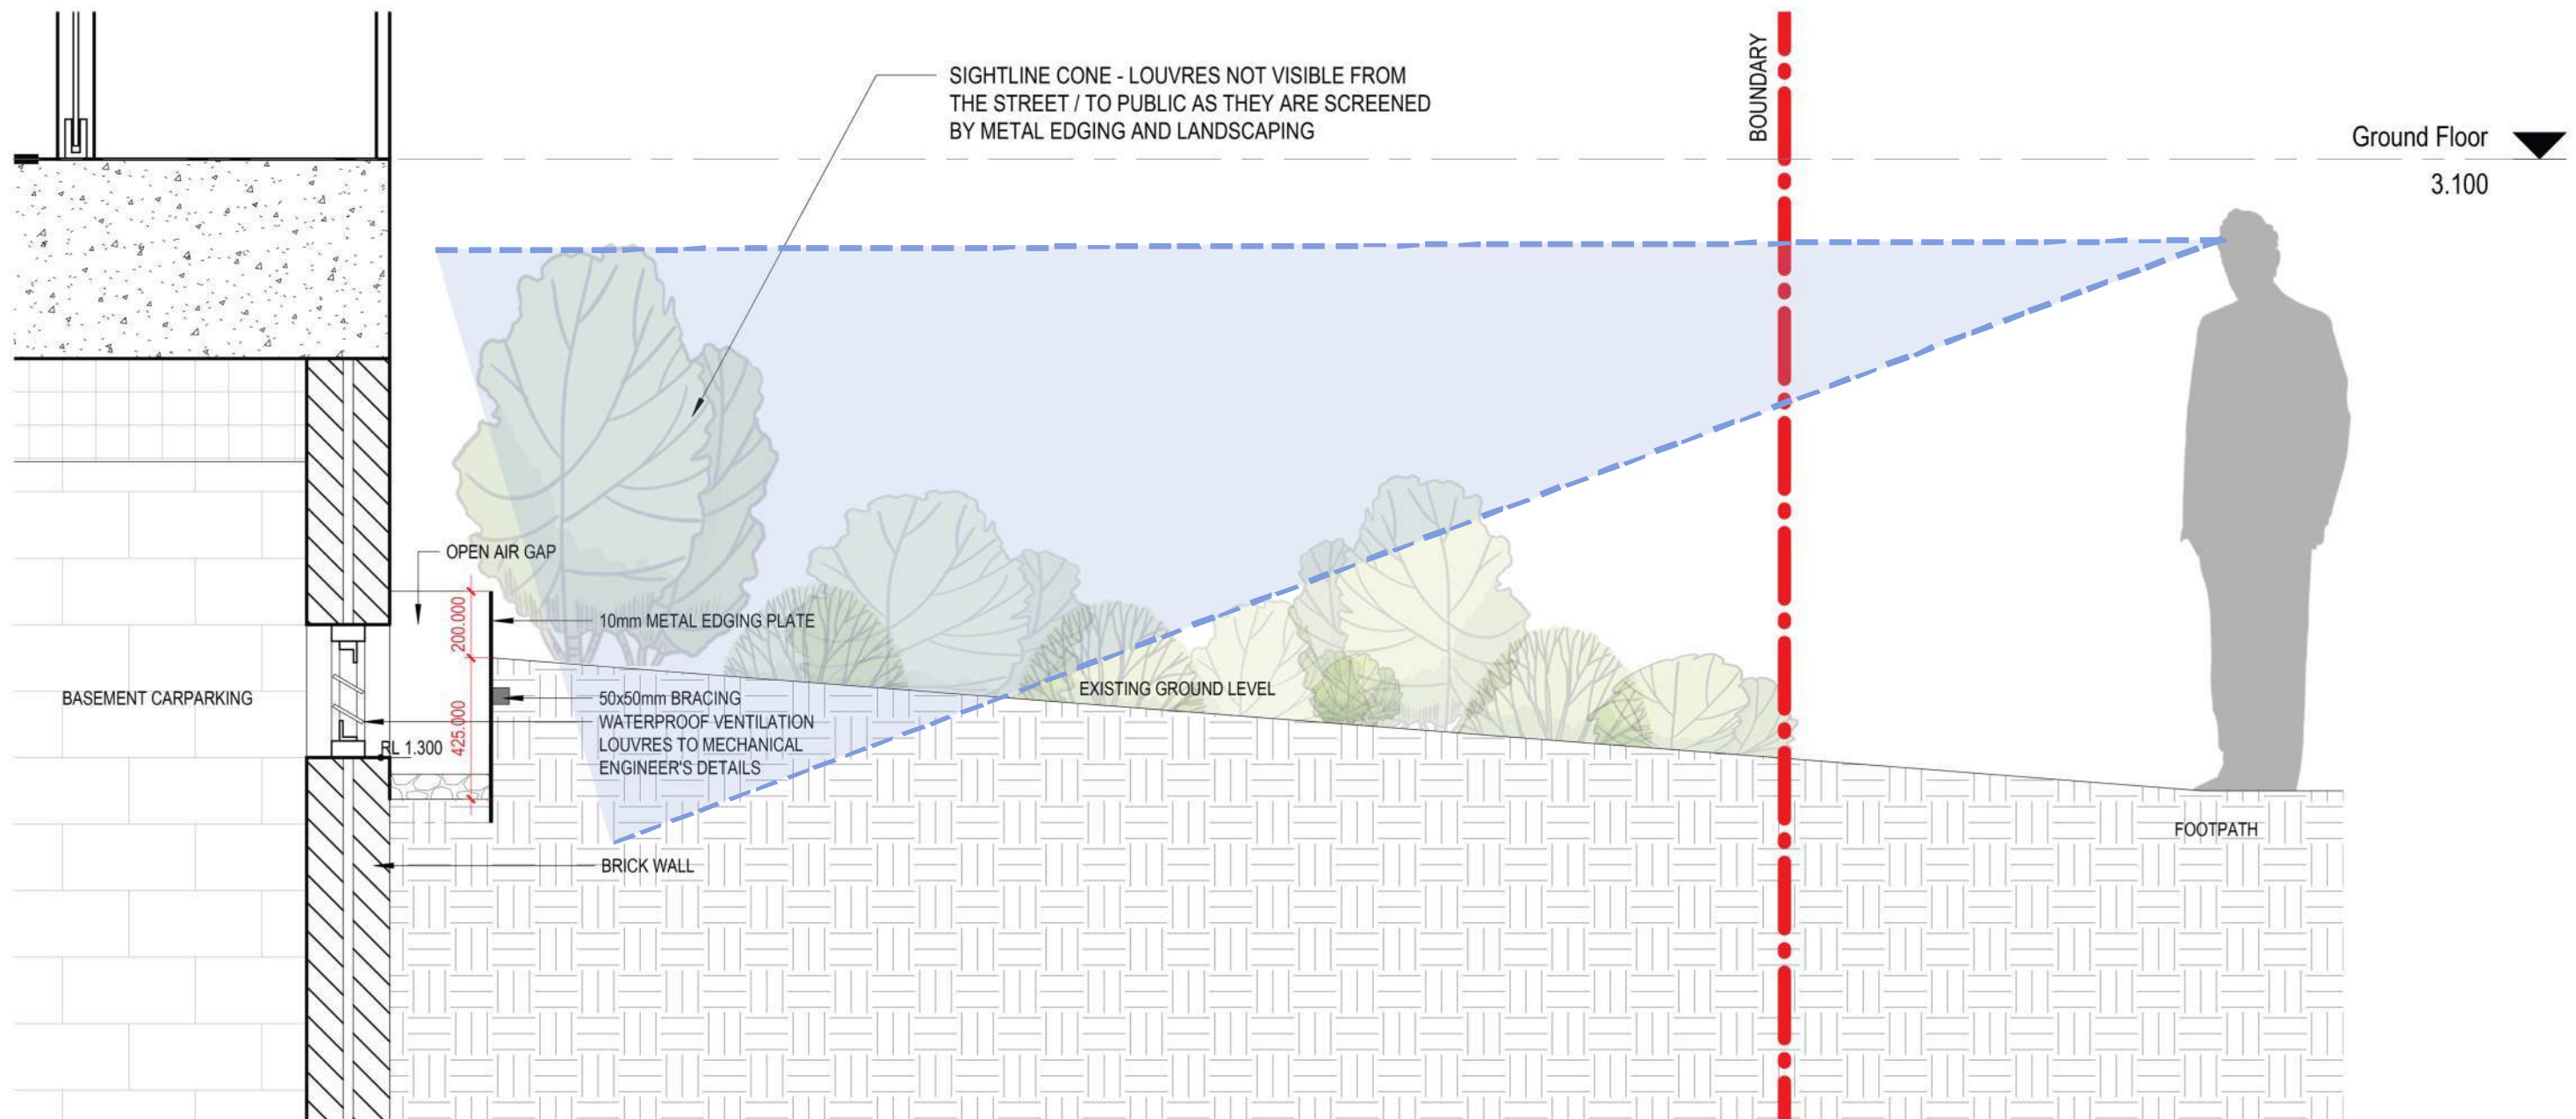 SIGHTLINE CONE - LOUVRES NOT VISIBLE FROM
THE STREET / TO PUBLIC AS THEY ARE SCREENED
BY METAL EDGING AND LANDSCAPING
BOUNDARY
Ground Floor
3.100
OPEN AIR GAP
200.000
10mm METAL EDGING PLATE
BASEMENT CARPARKING
425.000
RL 1.300
50x50mm BRACING
WATERPROOF VENTILATION
LOUVRES TO MECHANICAL
ENGINEER'S DETAILS
EXISTING GROUND LEVEL
BRICK WALL
FOOTPATH